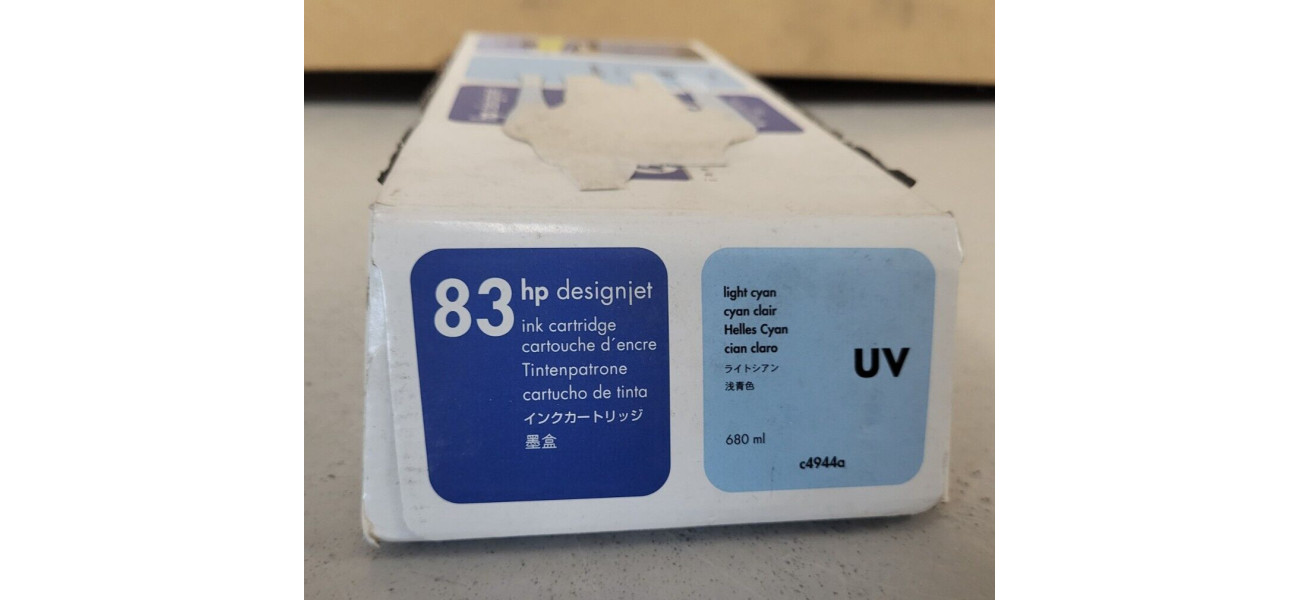 83 hp designjet
ink cartridge
cartouche d'encre
Tintenpatrone
cartucho de tinta
インクカートリッジ
墨盒
light cyan
cyan clair
Helles Cyan
cian claro
ライトシアン
浅青色
UV
680 ml
c4944a